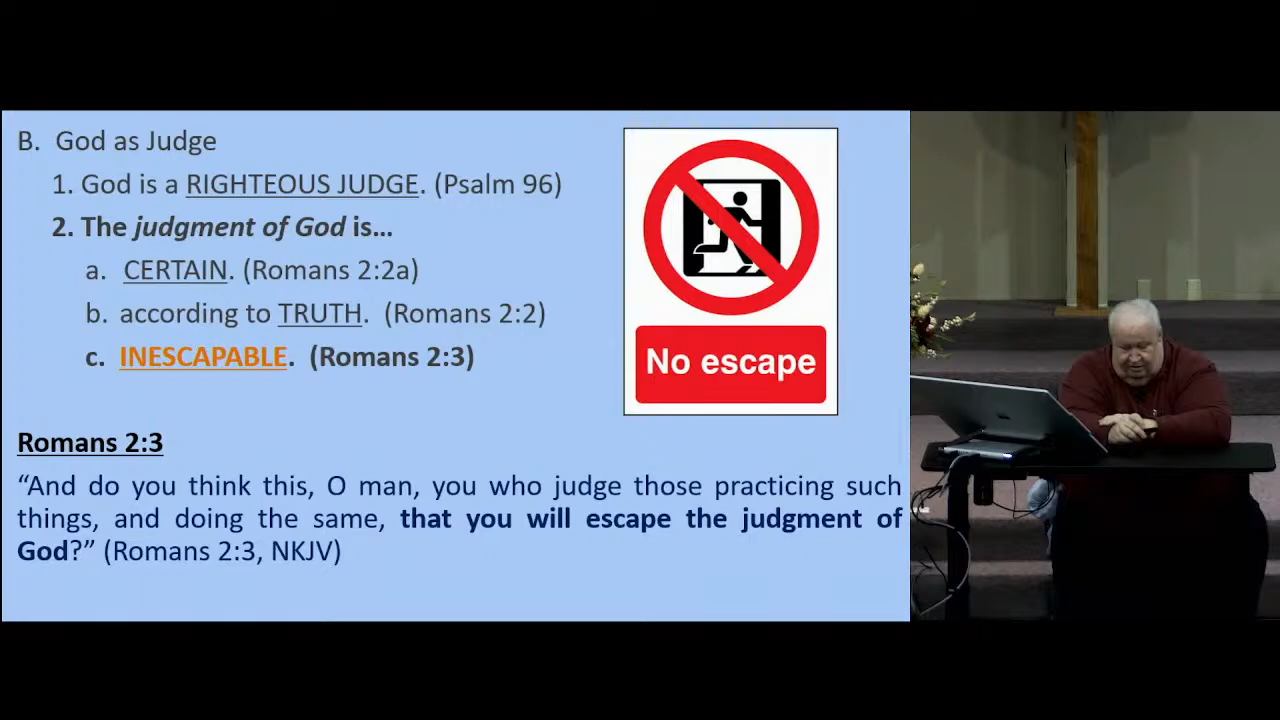 B. God as Judge
1. God is a RIGHTEOUS JUDGE. (Psalm 96)
2. The judgment of God is...
a. CERTAIN. (Romans 2:2a)
b. according to TRUTH. (Romans 2:2)
c. INESCAPABLE. (Romans 2:3)
No escape
Romans 2:3
“And do you think this, O man, you who judge those practicing such
things, and doing the same, that you will escape the judgment of
God?” (Romans 2:3, NKJV)